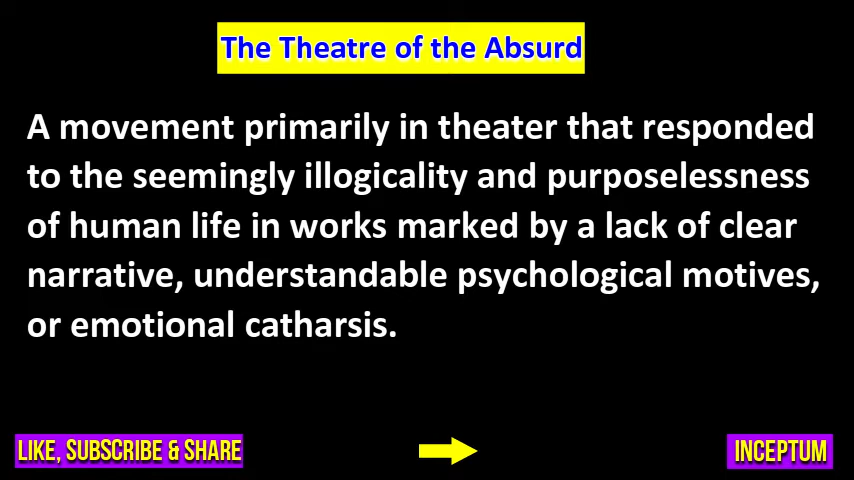 The Theatre of the Absurd
A movement primarily in theater that responded
to the seemingly illogicality and purposelessness
of human life in works marked by a lack of clear
narrative, understandable psychological motives,
or emotional catharsis.
LIKE, SUBSCRIBE & SHARE
INCEPTUM